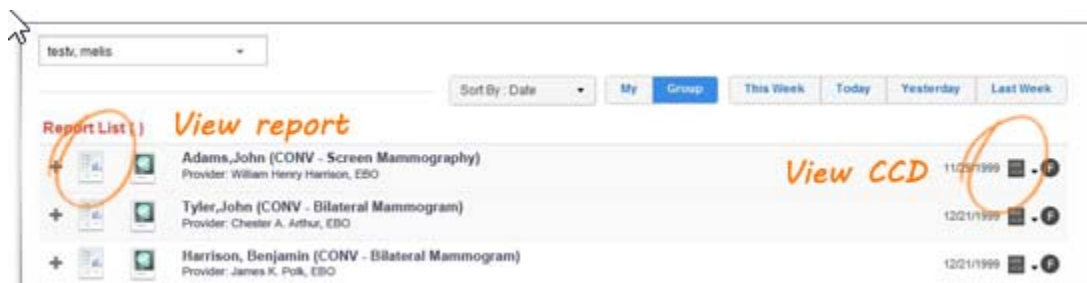 testv, melis
Sort By : Date My Group This Week Today Yesterday Last Week
Report List ( ) View report
Adams,John (CONV - Screen Mammography)
Provider: William Henry Harrison, EBO
View CCD 11/29/1999 F
Tyler,John (CONV - Bilateral Mammogram)
Provider: Chester A. Arthur, EBO
12/21/1999 F
Harrison, Benjamin (CONV - Bilateral Mammogram)
Provider: James K. Polk, EBO
12/21/1999 F